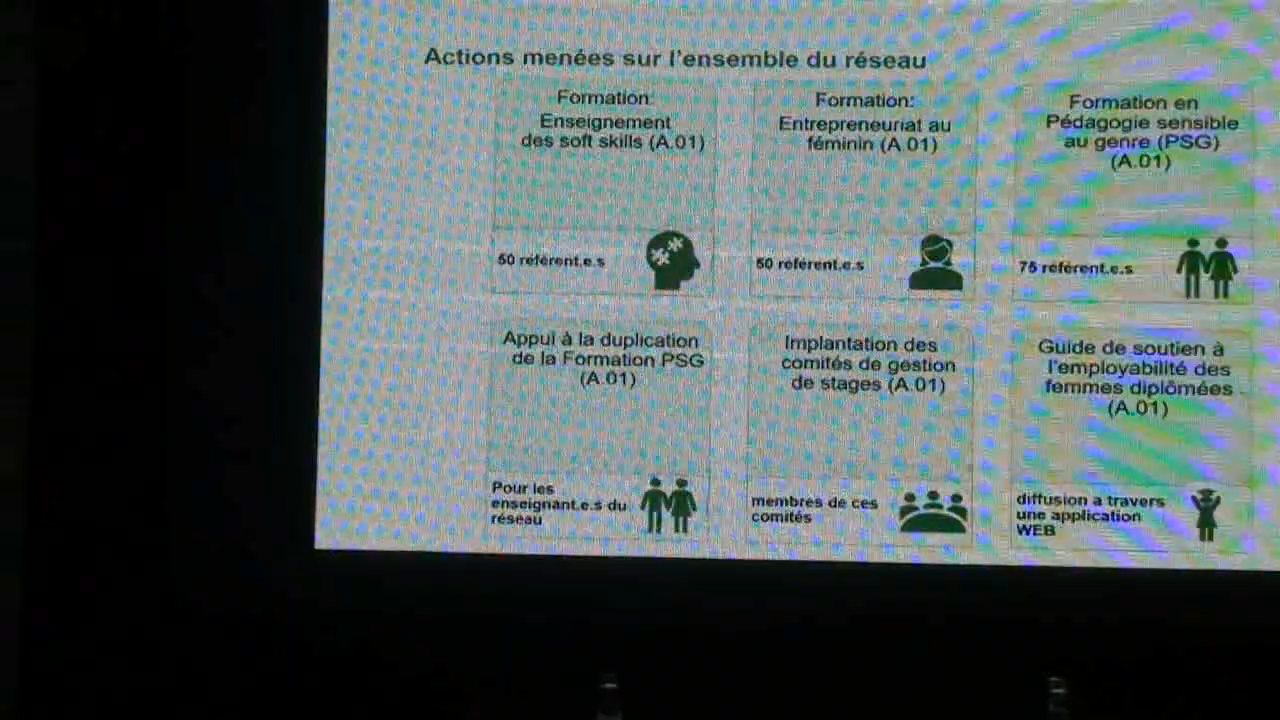 Actions menées sur l'ensemble du réseau
Formation:
Enseignement
des soft skills (A.01)
50 référent.e.s
Formation:
Entrepreneuriat au
féminin (A.01)
50 référent.e.s
Formation en
Pédagogie sensible
au genre (PSG)
(A.01)
75 référent.e.s
Appui à la duplication
de la Formation PSG
(A.01)
Pour les
enseignant.e.s du
réseau
Implantation des
comités de gestion
de stages (A.01)
membres de ces
comités
Guide de soutien à
l'employabilité des
femmes diplômées
(A.01)
diffusion a travers
une application
WEB